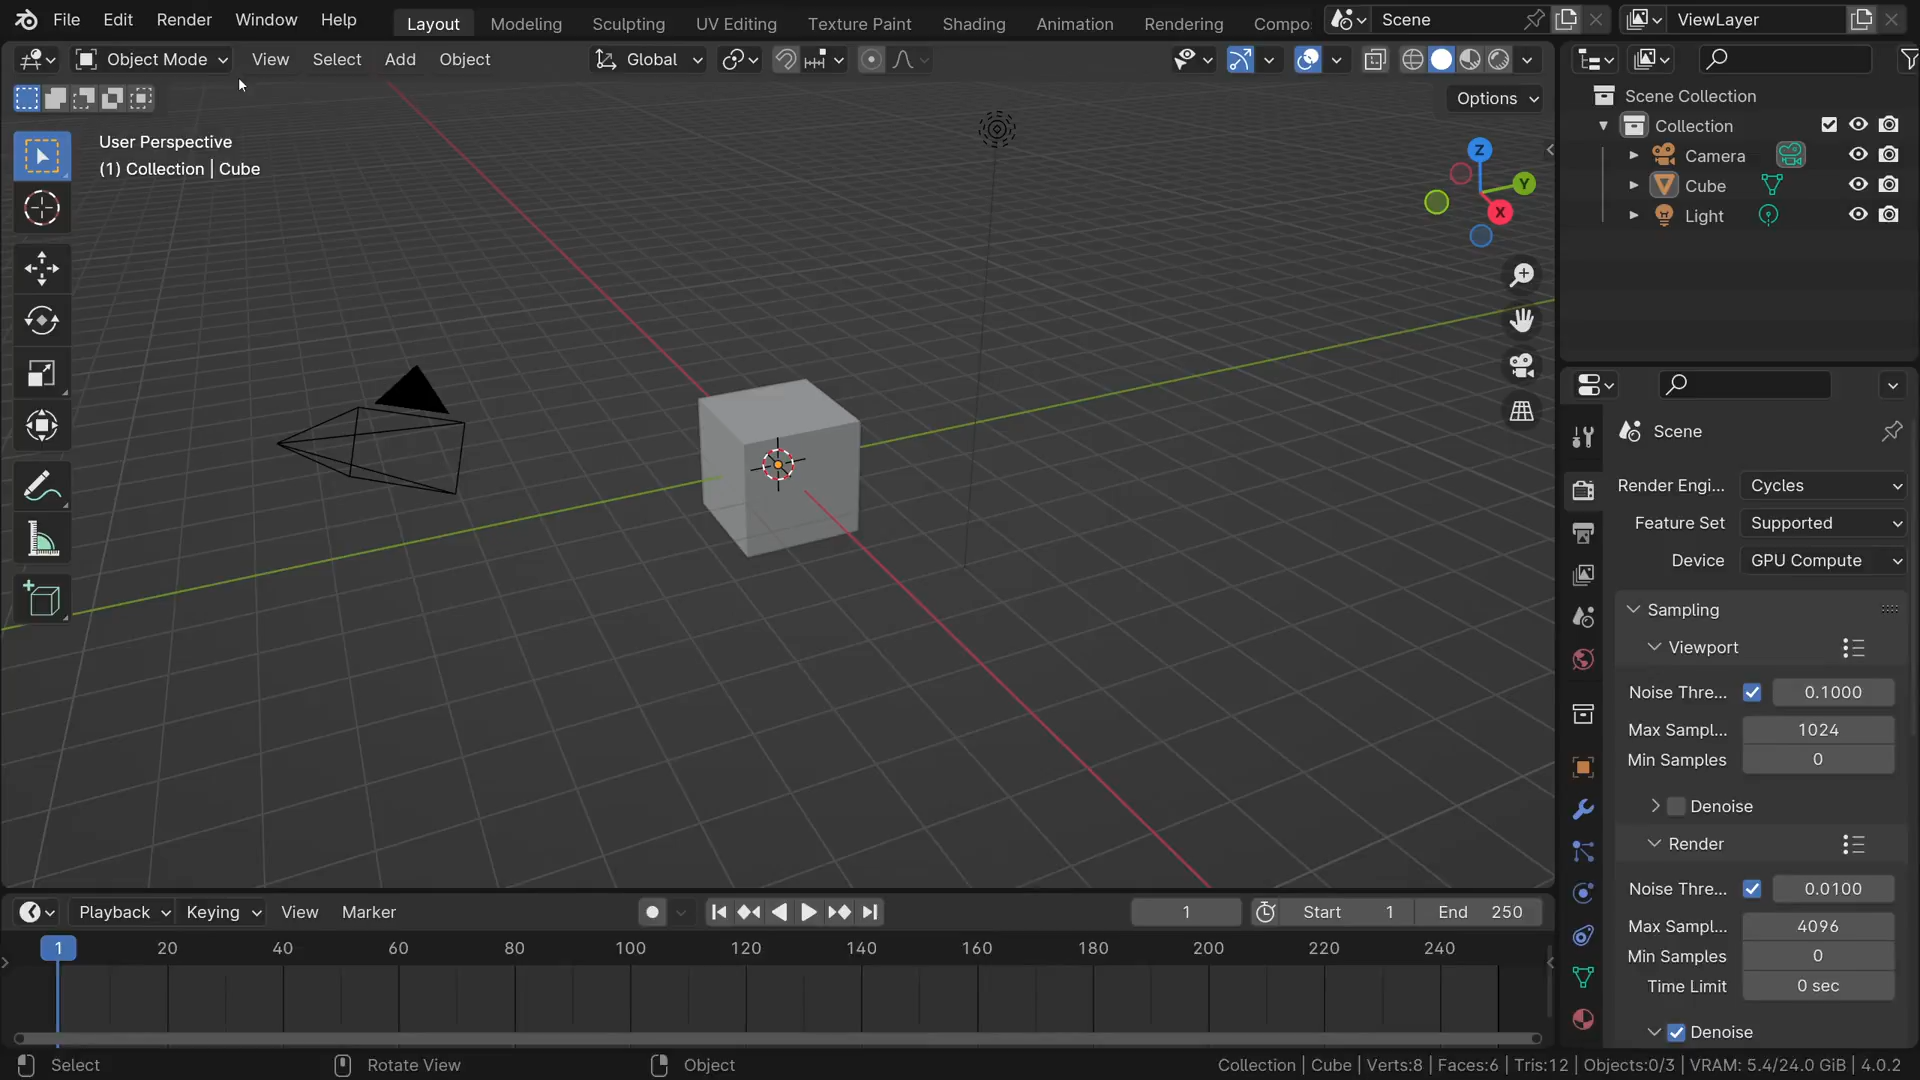 File Edit Render Window Help
Layout Modeling Sculpting UV Editing Texture Paint Shading Animation Rendering Compo
Scene
ViewLayer
Object Mode View Select Add Object
Global
Options
User Perspective
(1) Collection | Cube
Z
Y
X
Scene Collection
Collection
Camera
Cube
Light
Scene
Render Engi... Cycles
Feature Set Supported
Device GPU Compute
Sampling
Viewport
Noise Thre... 0.1000
Max Sampl... 1024
Min Samples 0
Denoise
Render
Noise Thre... 0.0100
Max Sampl... 4096
Min Samples 0
Time Limit 0 sec
Denoise
Playback Keying View Marker
1
Start 1 End 250
1 20 40 60 80 100 120 140 160 180 200 220 240
Select Rotate View Object
Collection | Cube | Verts:8 | Faces:6 | Tris:12 | Objects:0/3 | VRAM: 5.4/24.0 GiB | 4.0.2